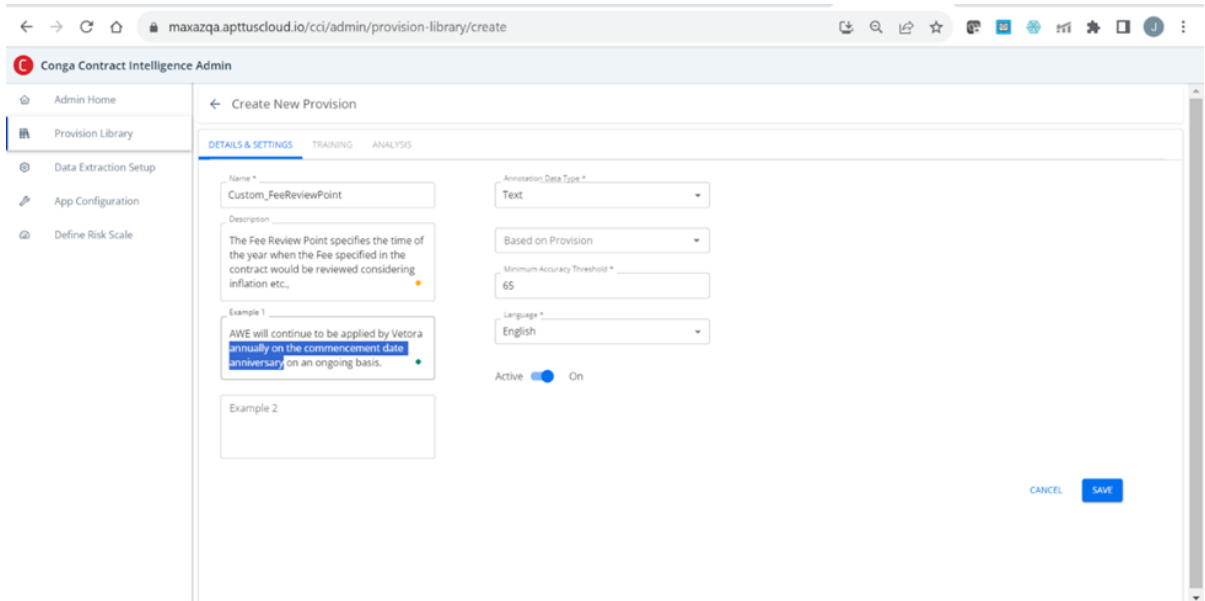 maxazqa.apttuscloud.io/cci/admin/provision-library/create
J
C
Conga Contract Intelligence Admin
Admin Home
Provision Library
Data Extraction Setup
App Configuration
Define Risk Scale
Create New Provision
DETAILS & SETTINGS TRAINING ANALYSIS
Name *
Custom_FeeReviewPoint
Description
The Fee Review Point specifies the time of
the year when the Fee specified in the
contract would be reviewed considering
inflation etc.,
Example 1
AWE will continue to be applied by Vetora
annually on the commencement date
anniversary on an ongoing basis.
Example 2
Annotation Data Type *
Text
Based on Provision
Minimum Accuracy Threshold *
65
Language *
English
Active On
CANCEL SAVE